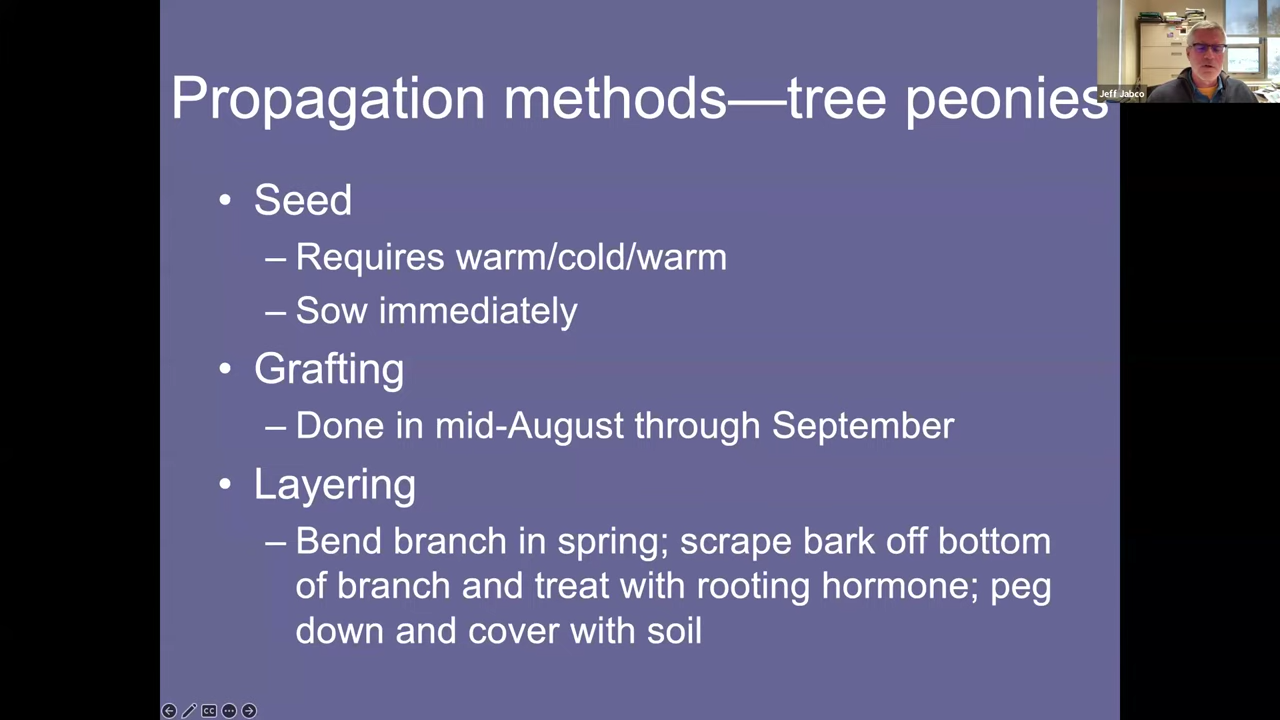 Propagation methods—tree peonies
Jeff Jabco
• Seed
– Requires warm/cold/warm
– Sow immediately
• Grafting
– Done in mid-August through September
• Layering
– Bend branch in spring; scrape bark off bottom
of branch and treat with rooting hormone; peg
down and cover with soil
CC